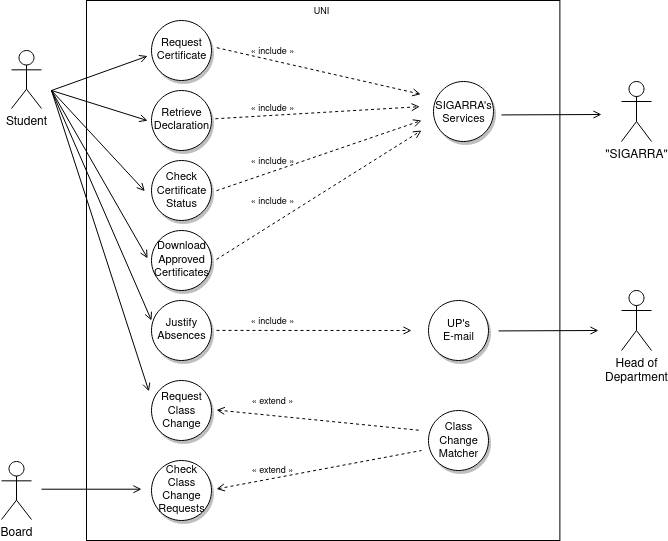 UNI
Request
Certificate
« include »
Retrieve
Declaration
« include »
SIGARRA's
Services
Student
"SIGARRA"
Check
Certificate
Status
« include »
« include »
Download
Approved
Certificates
Justify
Absences
« include »
UP's
E-mail
Head of
Department
Request
Class
Change
« extend »
Class
Change
Matcher
Check
Class
Change
Requests
« extend »
Board